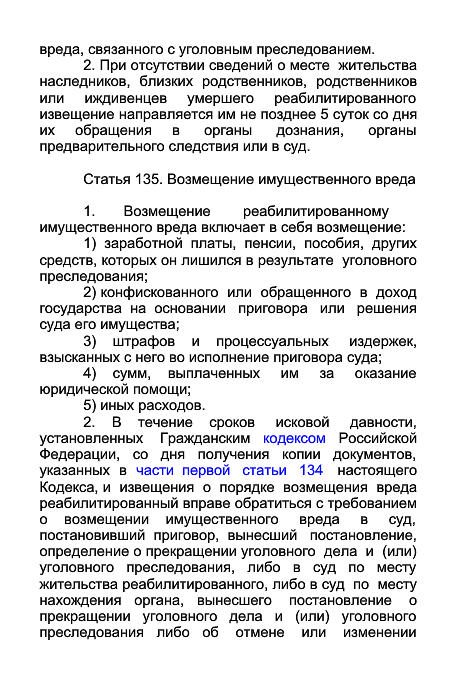 вреда, связанного с уголовным преследованием.
2. При отсутствии сведений о месте жительства
наследников, близких родственников, родственников
или иждивенцев умершего реабилитированного
извещение направляется им не позднее 5 суток со дня
их обращения в органы дознания, органы
предварительного следствия или в суд.
Статья 135. Возмещение имущественного вреда
1. Возмещение реабилитированному
имущественного вреда включает в себя возмещение:
1) заработной платы, пенсии, пособия, других
средств, которых он лишился в результате уголовного
преследования;
2) конфискованного или обращенного в доход
государства на основании приговора или решения
суда его имущества;
3) штрафов и процессуальных издержек,
взысканных с него во исполнение приговора суда;
4) сумм, выплаченных им за оказание
юридической помощи;
5) иных расходов.
2. В течение сроков исковой давности,
установленных Гражданским кодексом Российской
Федерации, со дня получения копии документов,
указанных в части первой статьи 134 настоящего
Кодекса, и извещения о порядке возмещения вреда
реабилитированный вправе обратиться с требованием
о возмещении имущественного вреда в суд,
постановивший приговор, вынесший постановление,
определение о прекращении уголовного дела и (или)
уголовного преследования, либо в суд по месту
жительства реабилитированного, либо в суд по месту
нахождения органа, вынесшего постановление о
прекращении уголовного дела и (или) уголовного
преследования либо об отмене или изменении